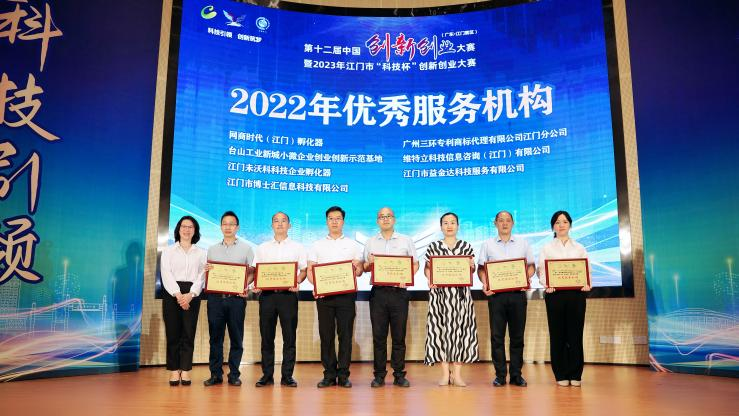 科技引领
科技引领 创新筑梦
(广东·江门赛区)
第十二届中国创新创业大赛
暨2023年江门市“科技杯”创新创业大赛
2022年优秀服务机构
网商时代（江门）孵化器
台山工业新城小微企业创业创新示范基地
江门未沃科科技企业孵化器
江门市博士汇信息科技有限公司
广州三环专利商标代理有限公司江门分公司
维特立科技信息咨询（江门）有限公司
江门市益金达科技服务有限公司